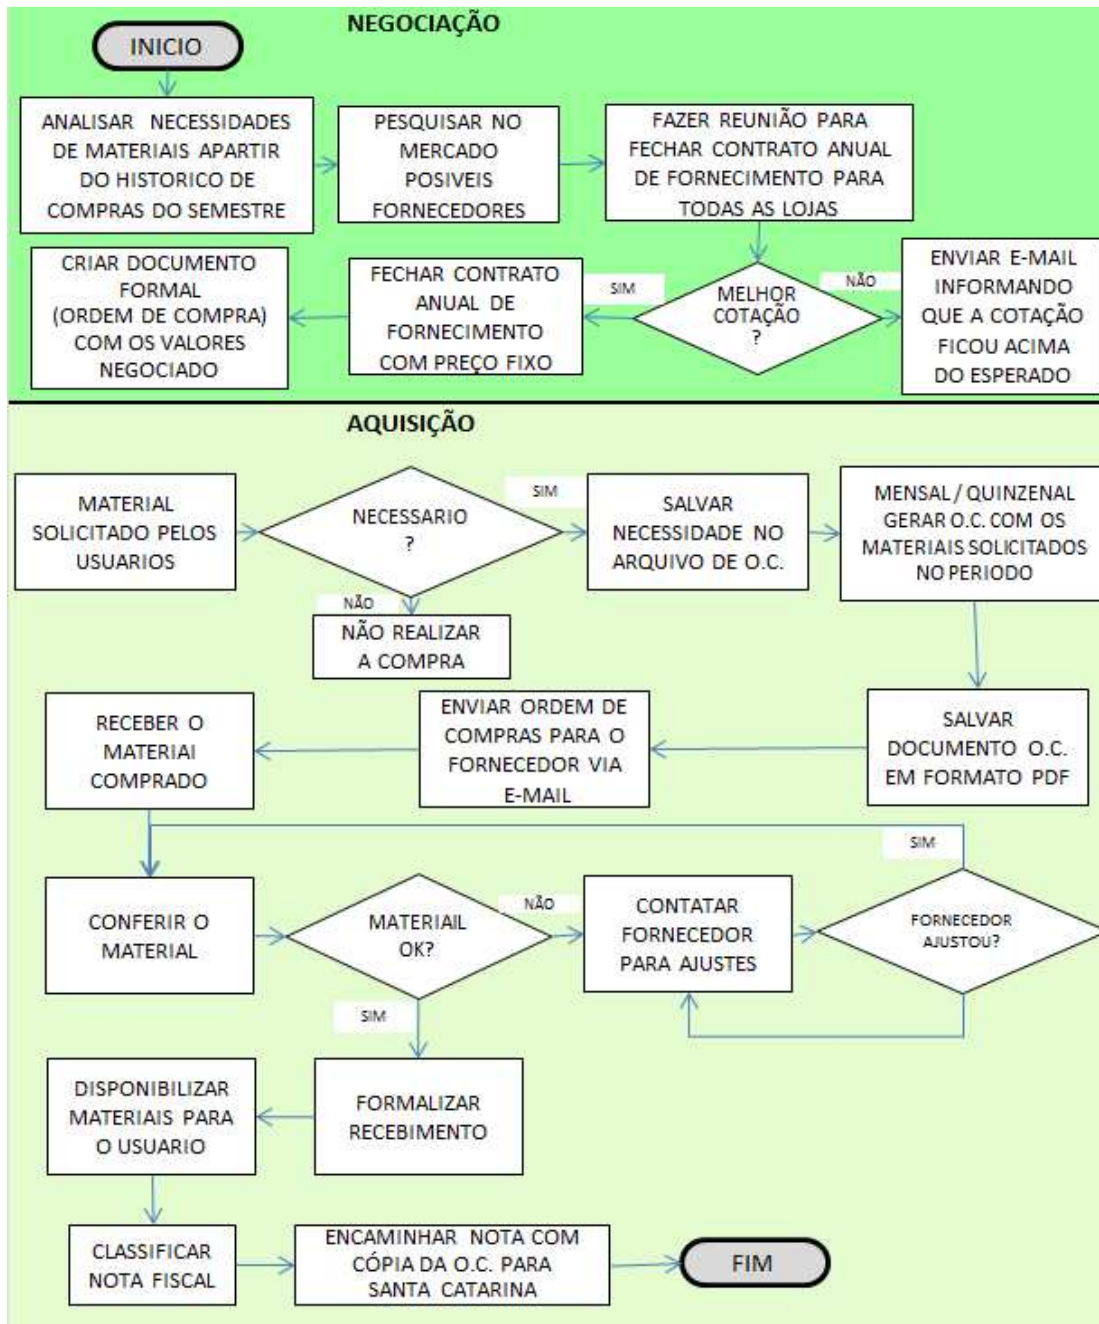 NEGOCIAÇÃO
INICIO
ANALISAR NECESSIDADES
DE MATERIAIS APARTIR
DO HISTORICO DE
COMPRAS DO SEMESTRE
PESQUISAR NO
MERCADO
POSIVEIS
FORNECEDORES
FAZER REUNIÃO PARA
FECHAR CONTRATO ANUAL
DE FORNECIMENTO PARA
TODAS AS LOJAS
CRIAR DOCUMENTO
FORMAL
(ORDEM DE COMPRA)
COM OS VALORES
NEGOCIADO
FECHAR CONTRATO
ANUAL DE
FORNECIMENTO
COM PREÇO FIXO
SIM
MELHOR
COTAÇÃO
?
NÃO
ENVIAR E-MAIL
INFORMANDO
QUE A COTAÇÃO
FICOU ACIMA
DO ESPERADO
AQUISIÇÃO
MATERIAL
SOLICITADO PELOS
USUARIOS
NECESSARIO
?
SIM
NÃO
NÃO REALIZAR
A COMPRA
SALVAR
NECESSIDADE NO
ARQUIVO DE O.C.
MENSAL / QUINZENAL
GERAR O.C. COM OS
MATERIAIS SOLICITADOS
NO PERIODO
RECEBER O
MATERIAI
COMPRADO
ENVIAR ORDEM DE
COMPRAS PARA O
FORNECEDOR VIA
E-MAIL
SALVAR
DOCUMENTO O.C.
EM FORMATO PDF
SIM
CONFERIR O
MATERIAL
MATERIAIL
OK?
NÃO
CONTATAR
FORNECEDOR
PARA AJUSTES
FORNECEDOR
AJUSTOU?
SIM
DISPONIBILIZAR
MATERIAIS PARA
O USUARIO
FORMALIZAR
RECEBIMENTO
CLASSIFICAR
NOTA FISCAL
ENCAMINHAR NOTA COM
CÓPIA DA O.C. PARA
SANTA CATARINA
FIM